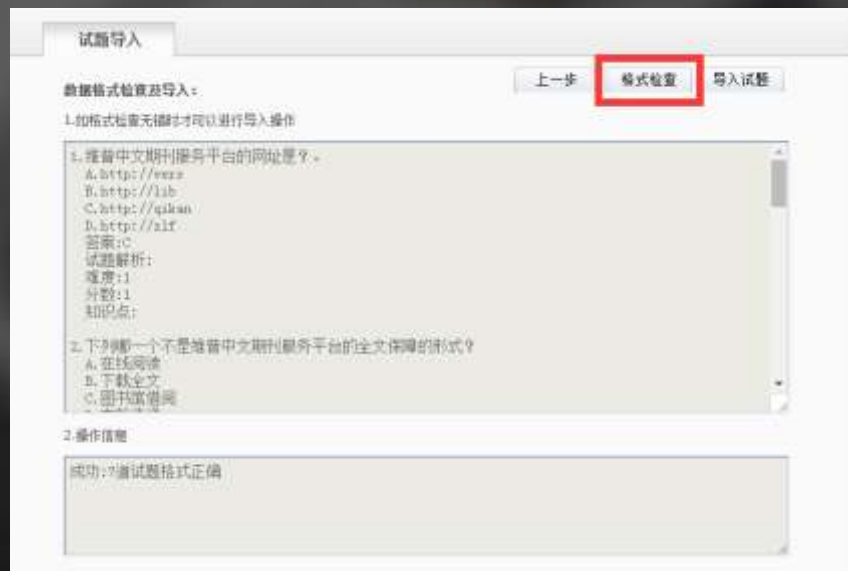 试题导入
上一步 格式检查 导入试题
数据格式检查及导入：
1.如格式检查无错时才可以进行导入操作
1.维普中文期刊服务平台的网址是？。
A.http://vers
B.http://lib
C.http://qikan
D.http://zlf
答案:C
试题解析:
难度:1
分数:1
知识点:
2.下列哪一个不是维普中文期刊服务平台的全文保障的形式？
A.在线阅读
B.下载全文
C.图书馆借阅
2.操作信息
成功:7道试题格式正确